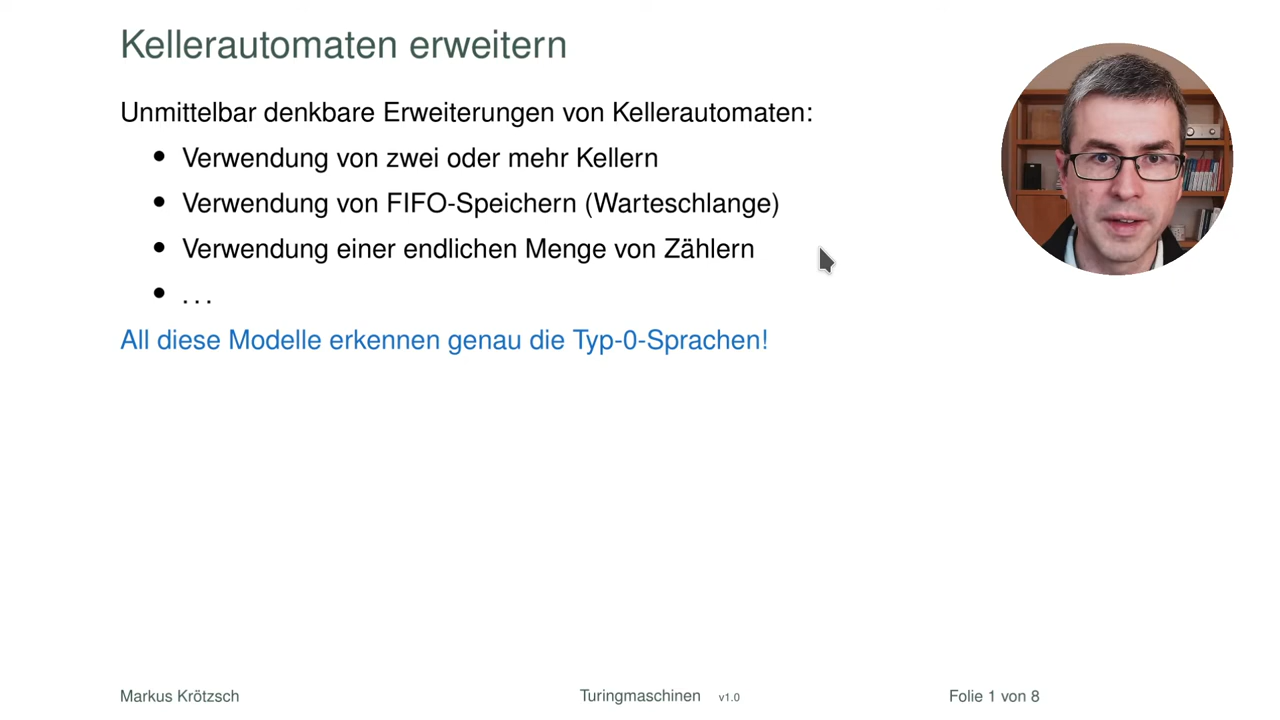 Kellerautomaten erweitern
Unmittelbar denkbare Erweiterungen von Kellerautomaten:
• Verwendung von zwei oder mehr Kellern
• Verwendung von FIFO-Speichern (Warteschlange)
• Verwendung einer endlichen Menge von Zählern
• ...
All diese Modelle erkennen genau die Typ-0-Sprachen!
Markus Krötzsch Turingmaschinen v1.0 Folie 1 von 8